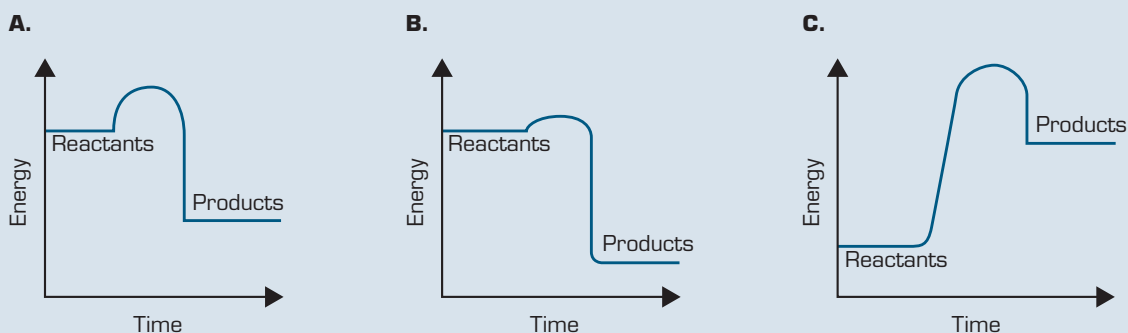 A.
Energy
Reactants
Products
Time
B.
Energy
Reactants
Products
Time
C.
Energy
Reactants
Products
Time